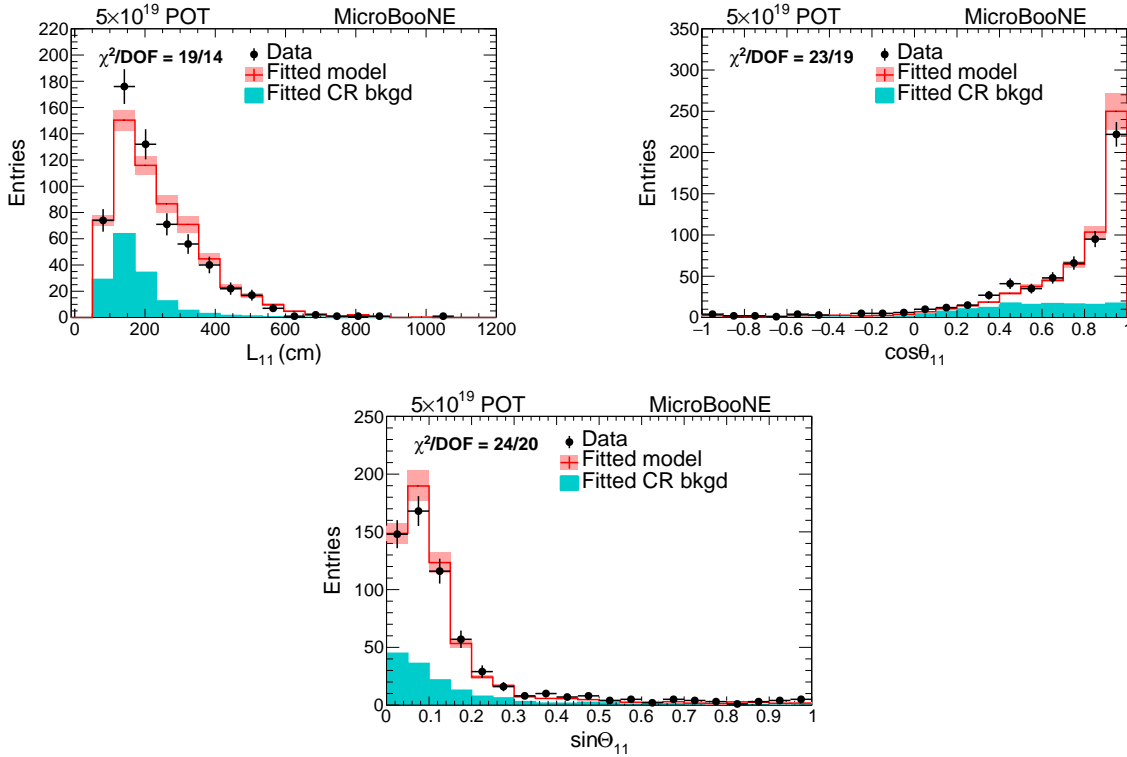 5×10¹⁹ POT MicroBooNE
χ²/DOF = 19/14
Data
Fitted model
Fitted CR bkgd
Entries
220
200
180
160
140
120
100
80
60
40
20
0
0 200 400 600 800 1000 1200
L₁₁ (cm)
5×10¹⁹ POT MicroBooNE
χ²/DOF = 23/19
Data
Fitted model
Fitted CR bkgd
Entries
350
300
250
200
150
100
50
0
−1 −0.8 −0.6 −0.4 −0.2 0 0.2 0.4 0.6 0.8 1
cosθ₁₁
5×10¹⁹ POT MicroBooNE
χ²/DOF = 24/20
Data
Fitted model
Fitted CR bkgd
Entries
250
200
150
100
50
0
0 0.1 0.2 0.3 0.4 0.5 0.6 0.7 0.8 0.9 1
sinΘ₁₁